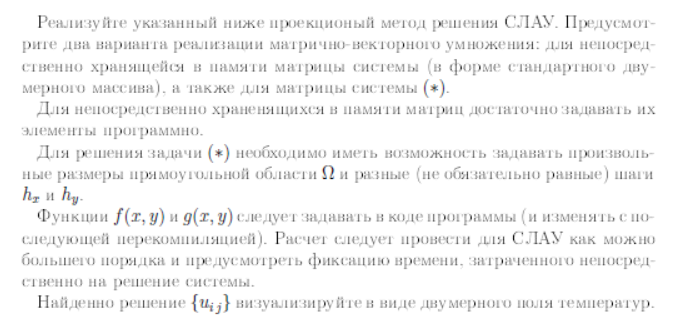 Реализуйте указанный ниже проекционый метод решения СЛАУ. Предусмот-
рите два варианта реализации матрично-векторного умножения: для непосред-
ственно хранящейся в памяти матрицы системы (в форме стандартного дву-
мерного массива), а также для матрицы системы (*).
Для непосредственно храненящихся в памяти матриц достаточно задавать их
элементы программно.
Для решения задачи (*) необходимо иметь возможность задавать произволь-
ные размеры прямоугольной области Ω и разные (не обязательно равные) шаги
h_x и h_y.
Функции f(x, y) и g(x, y) следует задавать в коде программы (и изменять с по-
следующей перекомпиляцией). Расчет следует провести для СЛАУ как можно
большего порядка и предусмотреть фиксацию времени, затраченного непосред-
ственно на решение системы.
Найденно решение {u_{ij}} визуализируйте в виде двумерного поля температур.